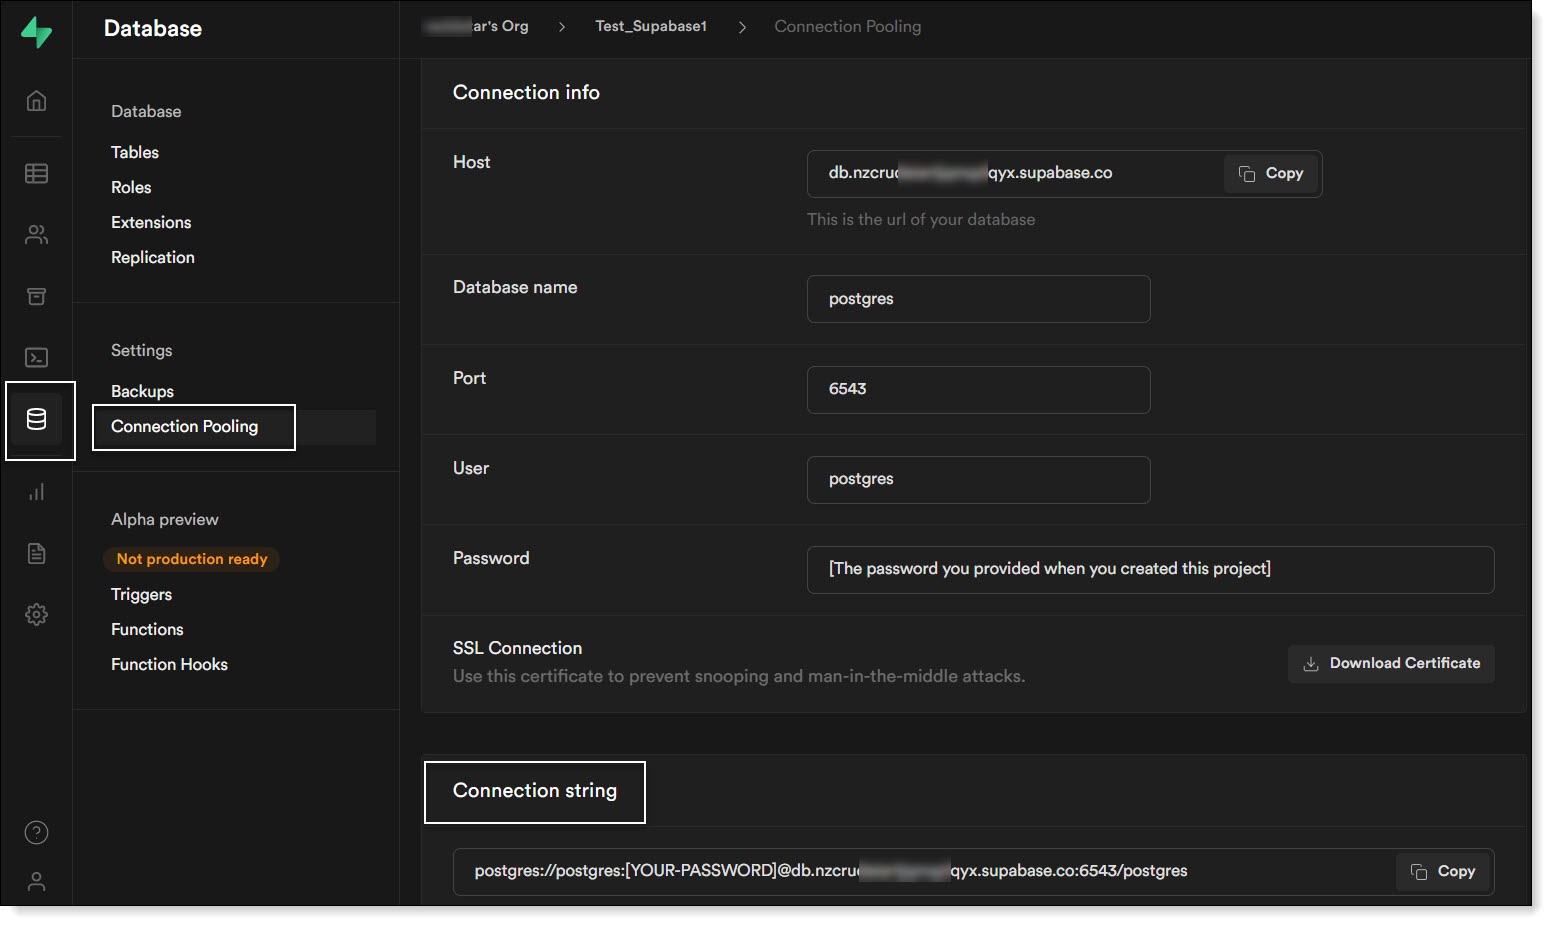 Database
ar's Org > Test_Supabase1 > Connection Pooling
Database
Tables
Roles
Extensions
Replication
Settings
Backups
Connection Pooling
Alpha preview
Not production ready
Triggers
Functions
Function Hooks
Connection info
Host
db.nzcru qyx.supabase.co
Copy
This is the url of your database
Database name
postgres
Port
6543
User
postgres
Password
[The password you provided when you created this project]
SSL Connection
Use this certificate to prevent snooping and man-in-the-middle attacks.
Download Certificate
Connection string
postgres://postgres:[YOUR-PASSWORD]@db.nzcru qyx.supabase.co:6543/postgres
Copy